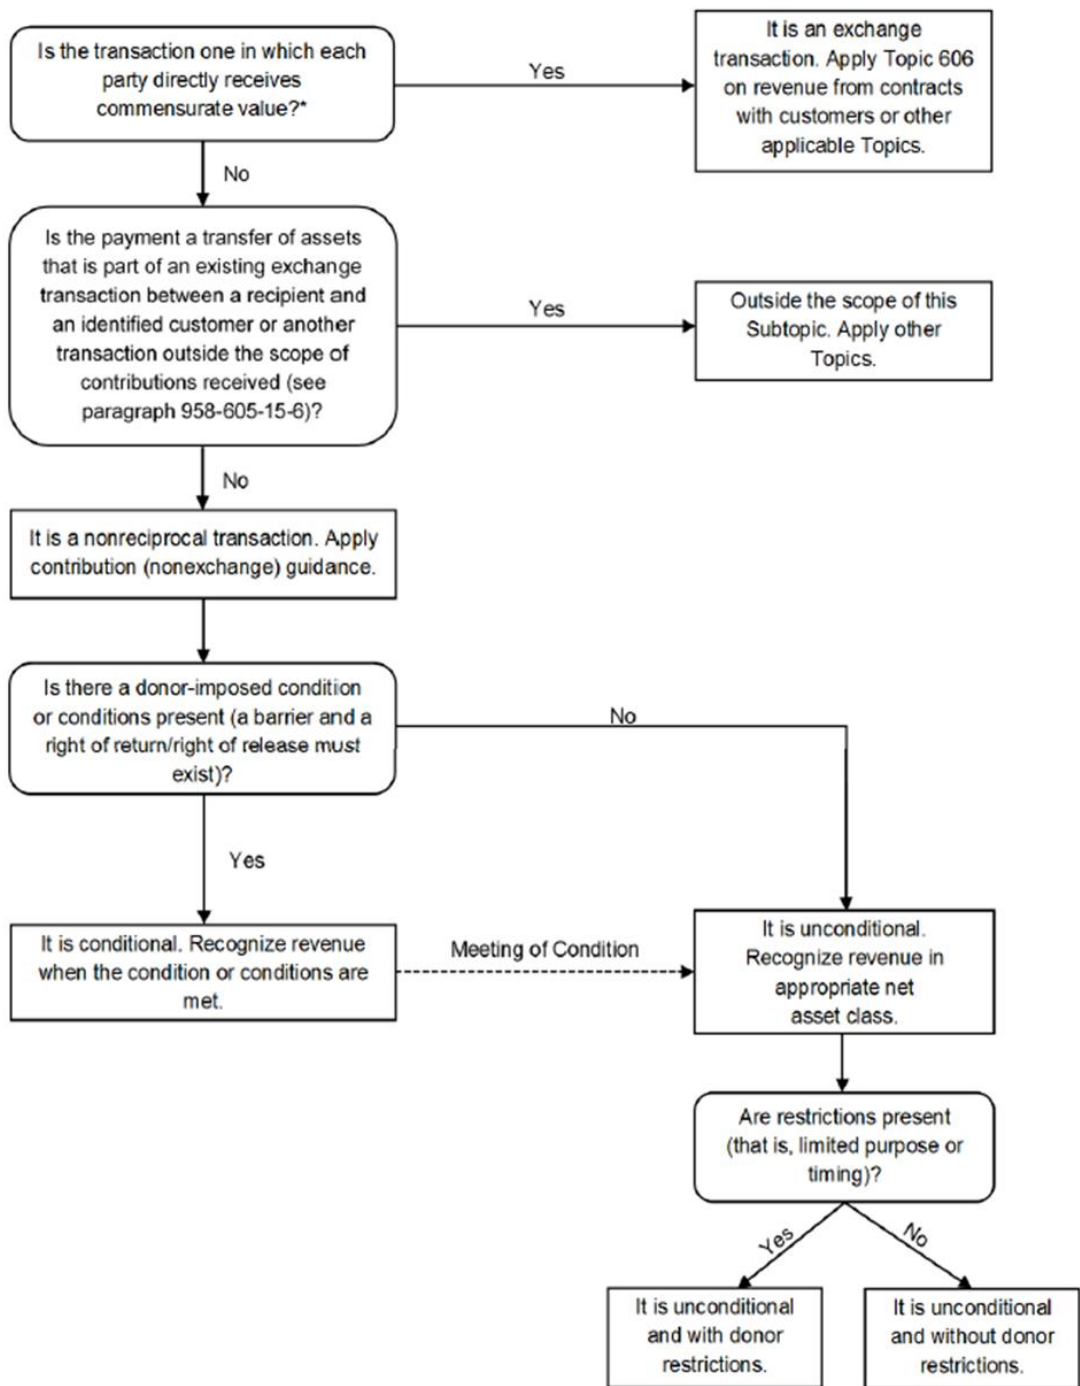 Is the transaction one in which each
party directly receives
commensurate value?*
Yes
It is an exchange
transaction. Apply Topic 606
on revenue from contracts
with customers or other
applicable Topics.
No
Is the payment a transfer of assets
that is part of an existing exchange
transaction between a recipient and
an identified customer or another
transaction outside the scope of
contributions received (see
paragraph 958-605-15-6)?
Yes
Outside the scope of this
Subtopic. Apply other
Topics.
No
It is a nonreciprocal transaction. Apply
contribution (nonexchange) guidance.
Is there a donor-imposed condition
or conditions present (a barrier and a
right of return/right of release must
exist)?
No
Yes
It is conditional. Recognize revenue
when the condition or conditions are
met.
Meeting of Condition
It is unconditional.
Recognize revenue in
appropriate net
asset class.
Are restrictions present
(that is, limited purpose or
timing)?
Yes
No
It is unconditional
and with donor
restrictions.
It is unconditional
and without donor
restrictions.